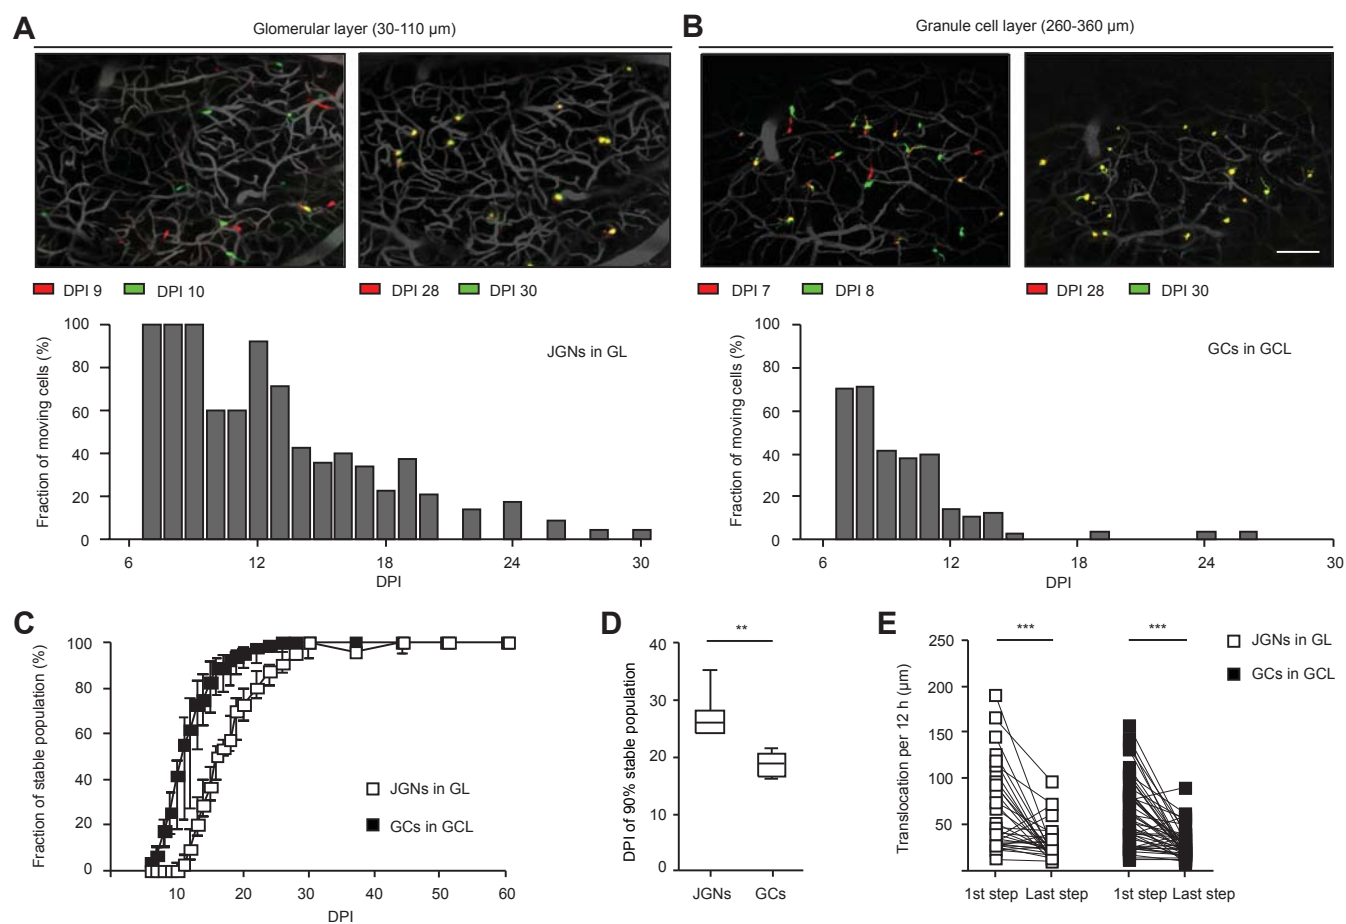 A
Glomerular layer (30-110 µm)
B
Granule cell layer (260-360 µm)
DPI 9
DPI 10
DPI 28
DPI 30
DPI 7
DPI 8
DPI 28
DPI 30
Fraction of moving cells (%)
100
80
60
40
20
0
JGNs in GL
6
12
18
24
30
DPI
Fraction of moving cells (%)
100
80
60
40
20
0
GCs in GCL
6
12
18
24
30
DPI
C
Fraction of stable population (%)
100
80
60
40
20
0
JGNs in GL
GCs in GCL
10
20
30
40
50
60
DPI
D
DPI of 90% stable population
40
30
20
10
0
**
JGNs
GCs
E
Translocation per 12 h (µm)
250
200
150
100
50
***
***
JGNs in GL
GCs in GCL
1st step
Last step
1st step
Last step